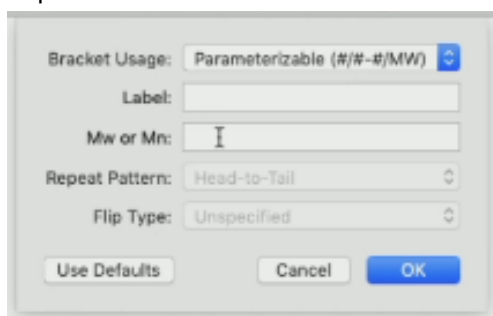 Bracket Usage: Parameterizable (#/#-#/MW)
Label:
Mw or Mn:
Repeat Pattern: Head-to-Tail
Flip Type: Unspecified
Use Defaults Cancel OK